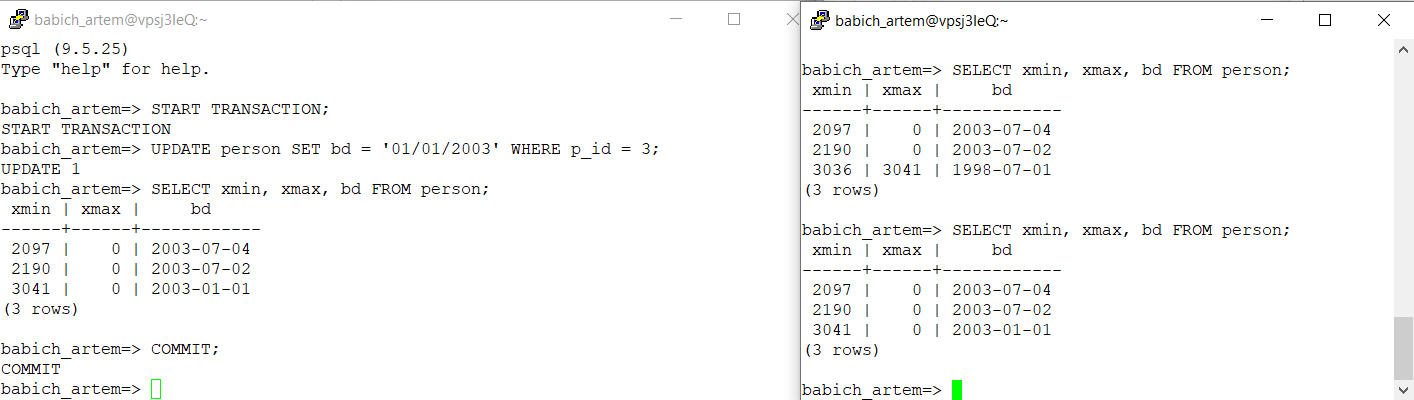 babich_artem@vpsj3leQ:~
psql (9.5.25)
Type "help" for help.
babich_artem=> START TRANSACTION;
START TRANSACTION
babich_artem=> UPDATE person SET bd = '01/01/2003' WHERE p_id = 3;
UPDATE 1
babich_artem=> SELECT xmin, xmax, bd FROM person;
 xmin | xmax |     bd
------+------+------------
 2097 |    0 | 2003-07-04
 2190 |    0 | 2003-07-02
 3041 |    0 | 2003-01-01
(3 rows)
babich_artem=> COMMIT;
COMMIT
babich_artem=>
babich_artem@vpsj3leQ:~
babich_artem=> SELECT xmin, xmax, bd FROM person;
 xmin | xmax |     bd
------+------+------------
 2097 |    0 | 2003-07-04
 2190 |    0 | 2003-07-02
 3036 | 3041 | 1998-07-01
(3 rows)
babich_artem=> SELECT xmin, xmax, bd FROM person;
 xmin | xmax |     bd
------+------+------------
 2097 |    0 | 2003-07-04
 2190 |    0 | 2003-07-02
 3041 |    0 | 2003-01-01
(3 rows)
babich_artem=>